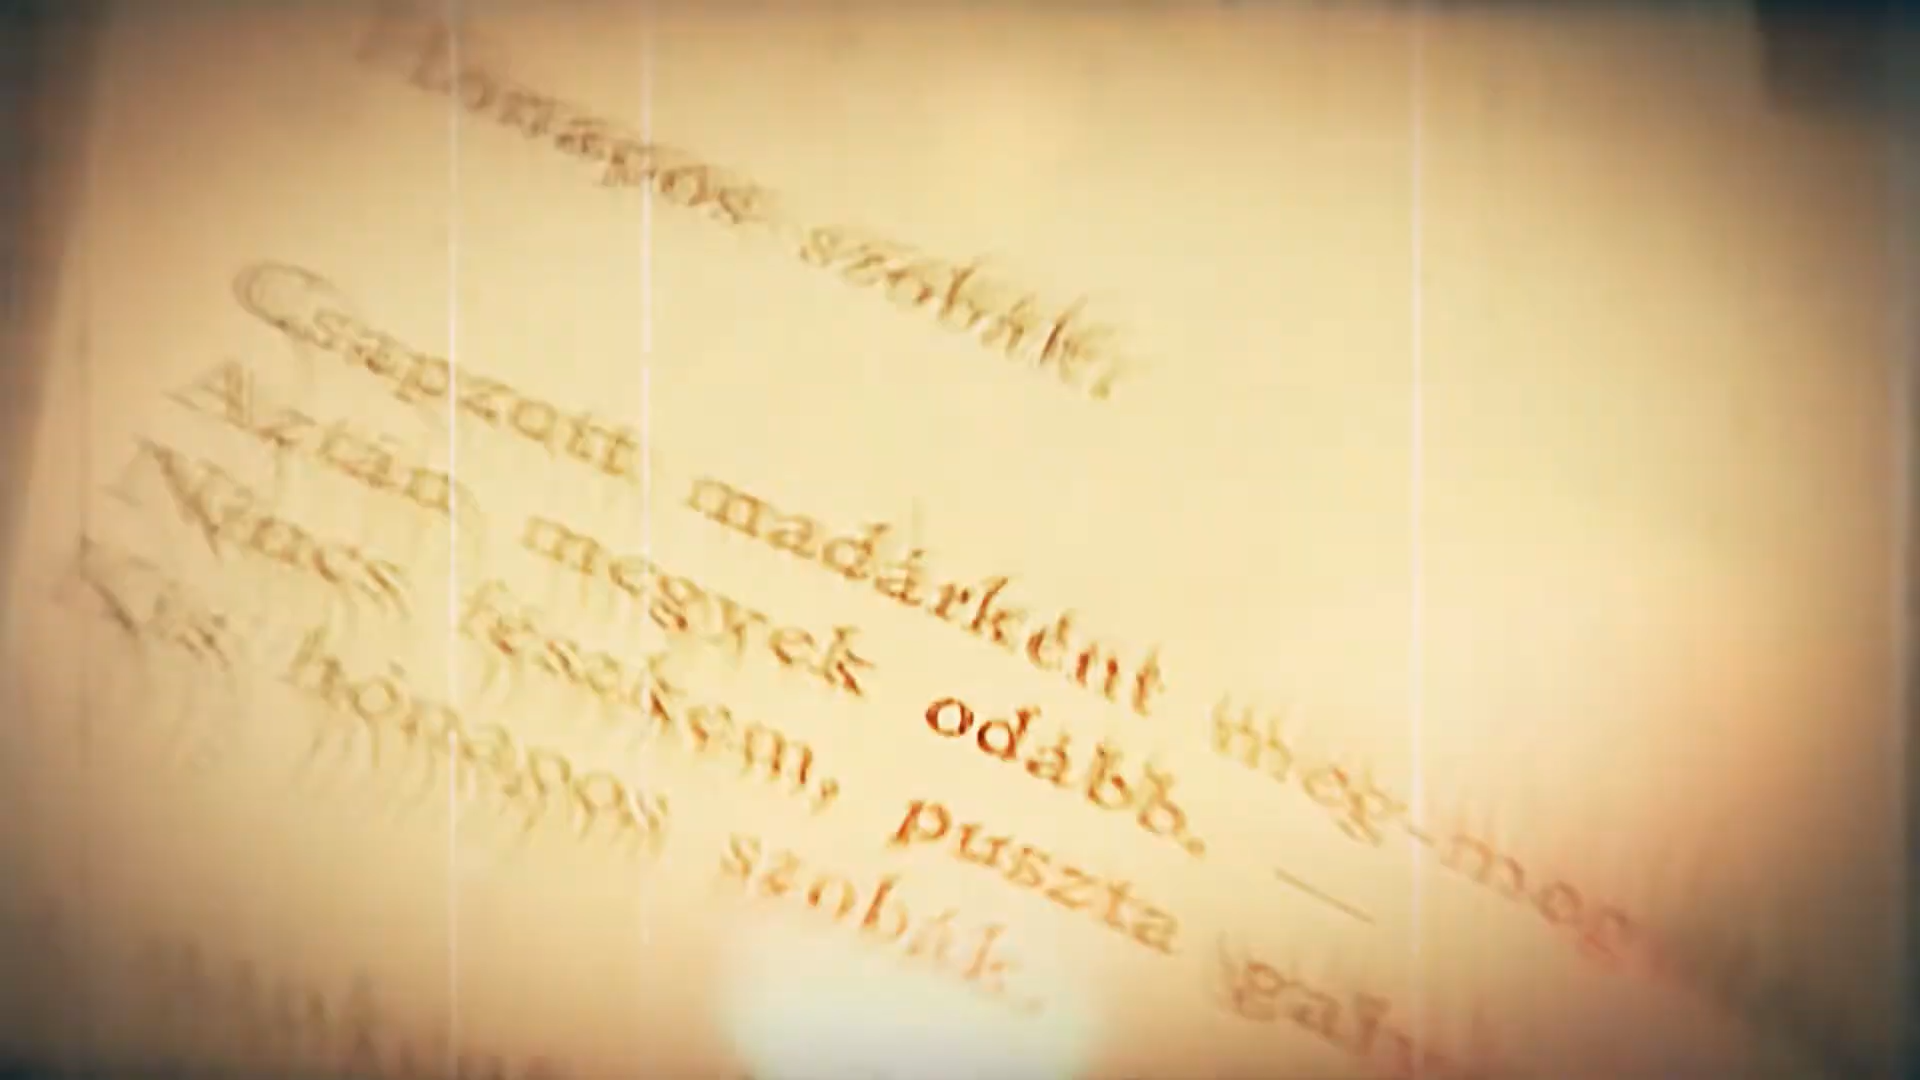 Hónapos szobák
Csapzott madárként meg-meg
Aztán megyek odább. —
Nincs fészkem, puszta
Kis hónapos szobák.